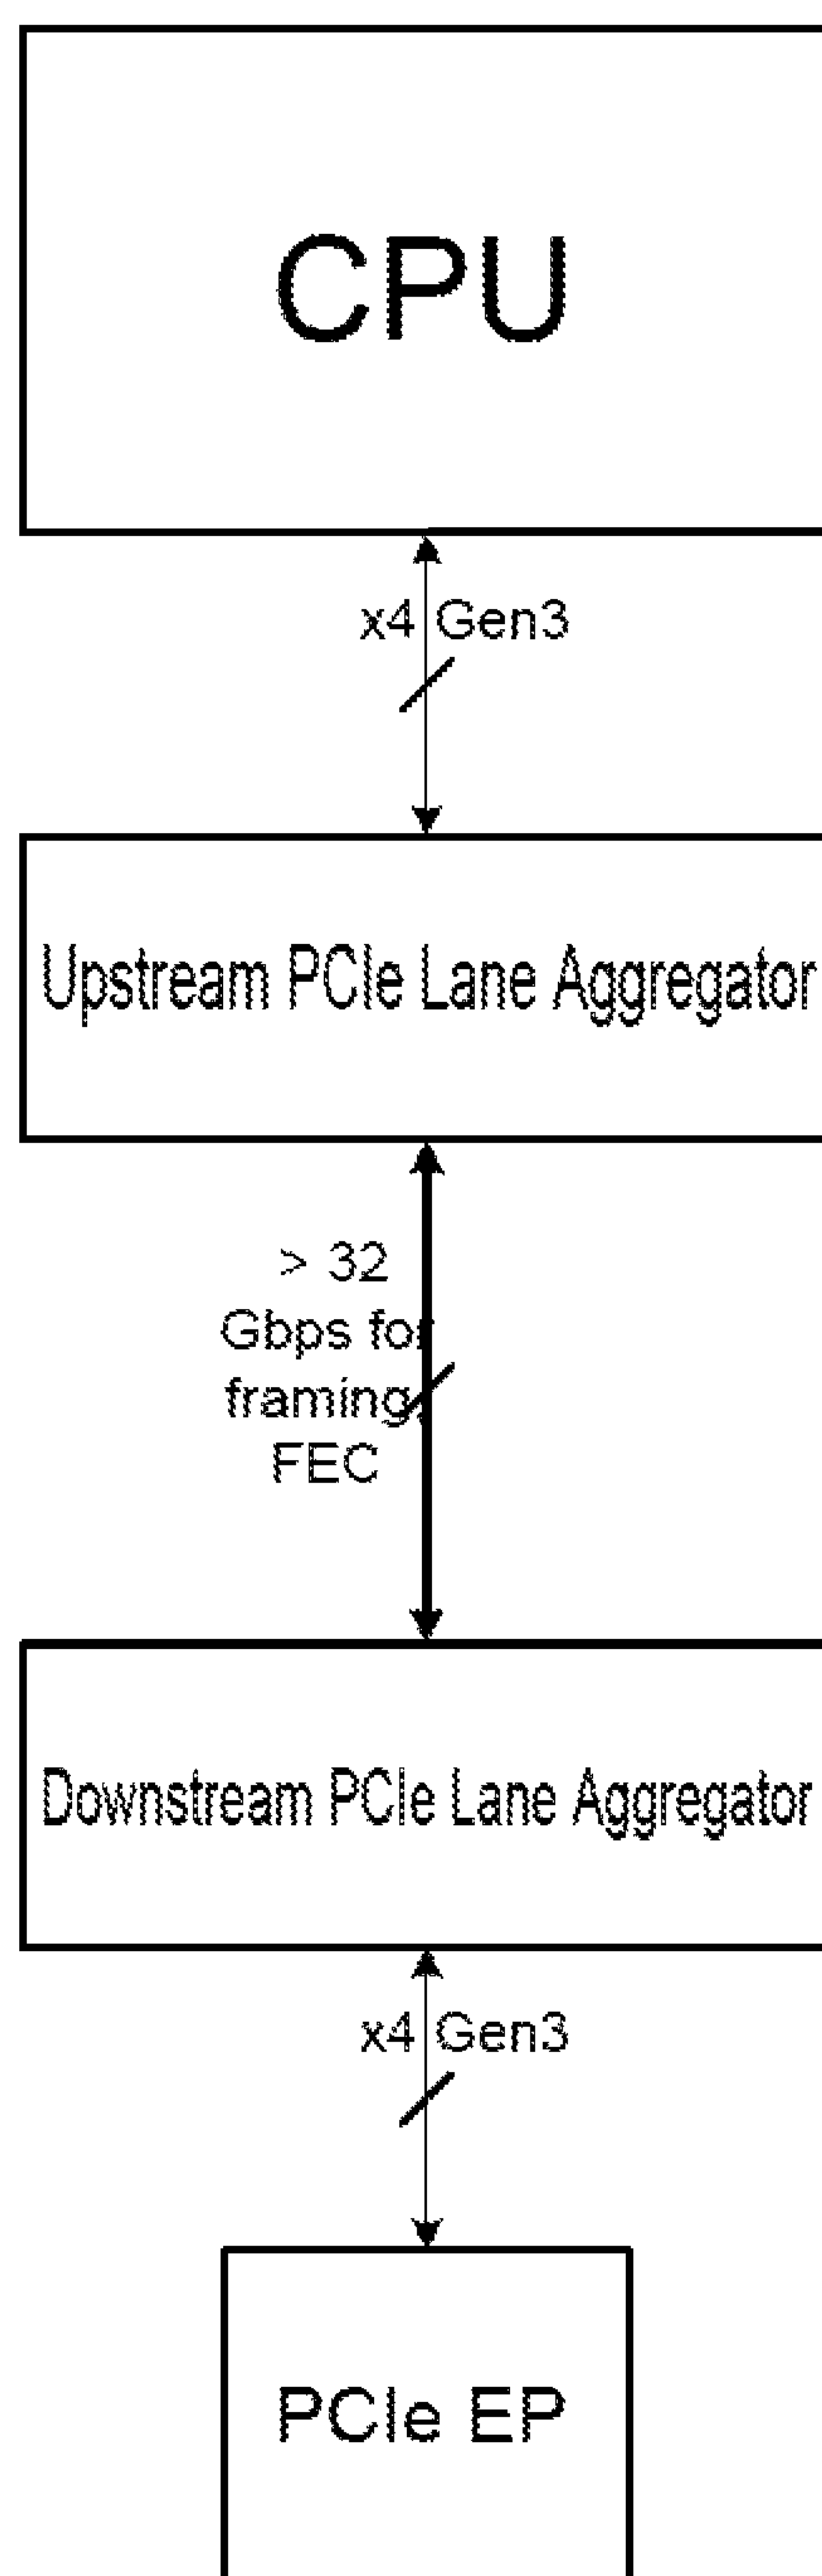 CPU
x4 Gen3
Upstream PCIe Lane Aggregator
> 32
Gbps for
framing,
FEC
Downstream PCIe Lane Aggregator
x4 Gen3
PCIe EP